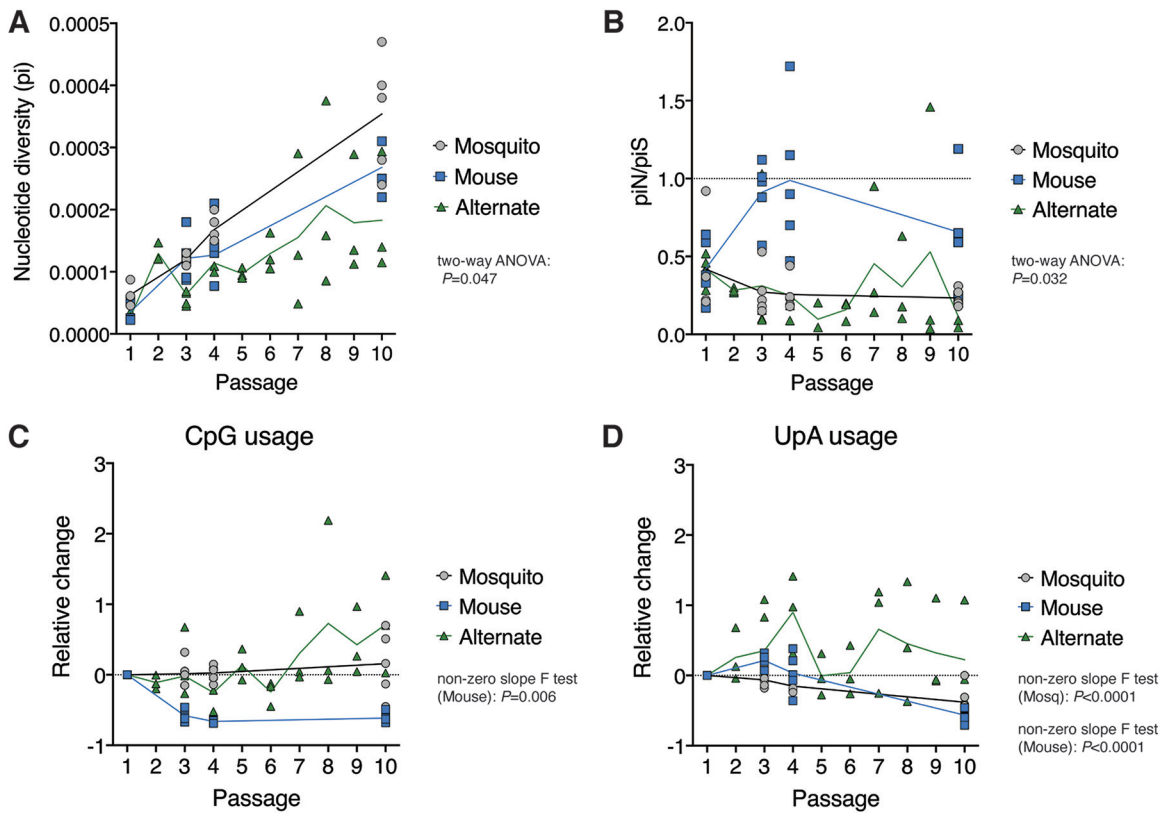 A
0.0005
0.0004
0.0003
0.0002
0.0001
0.0000
Nucleotide diversity (pi)
1 2 3 4 5 6 7 8 9 10
Passage
Mosquito
Mouse
Alternate
two-way ANOVA:
P=0.047
B
2.0
1.5
1.0
0.5
0.0
piN/piS
1 2 3 4 5 6 7 8 9 10
Passage
Mosquito
Mouse
Alternate
two-way ANOVA:
P=0.032
C
CpG usage
3
2
1
0
-1
Relative change
1 2 3 4 5 6 7 8 9 10
Passage
Mosquito
Mouse
Alternate
non-zero slope F test
(Mouse): P=0.006
D
UpA usage
3
2
1
0
-1
Relative change
1 2 3 4 5 6 7 8 9 10
Passage
Mosquito
Mouse
Alternate
non-zero slope F test
(Mosq): P<0.0001
non-zero slope F test
(Mouse): P<0.0001